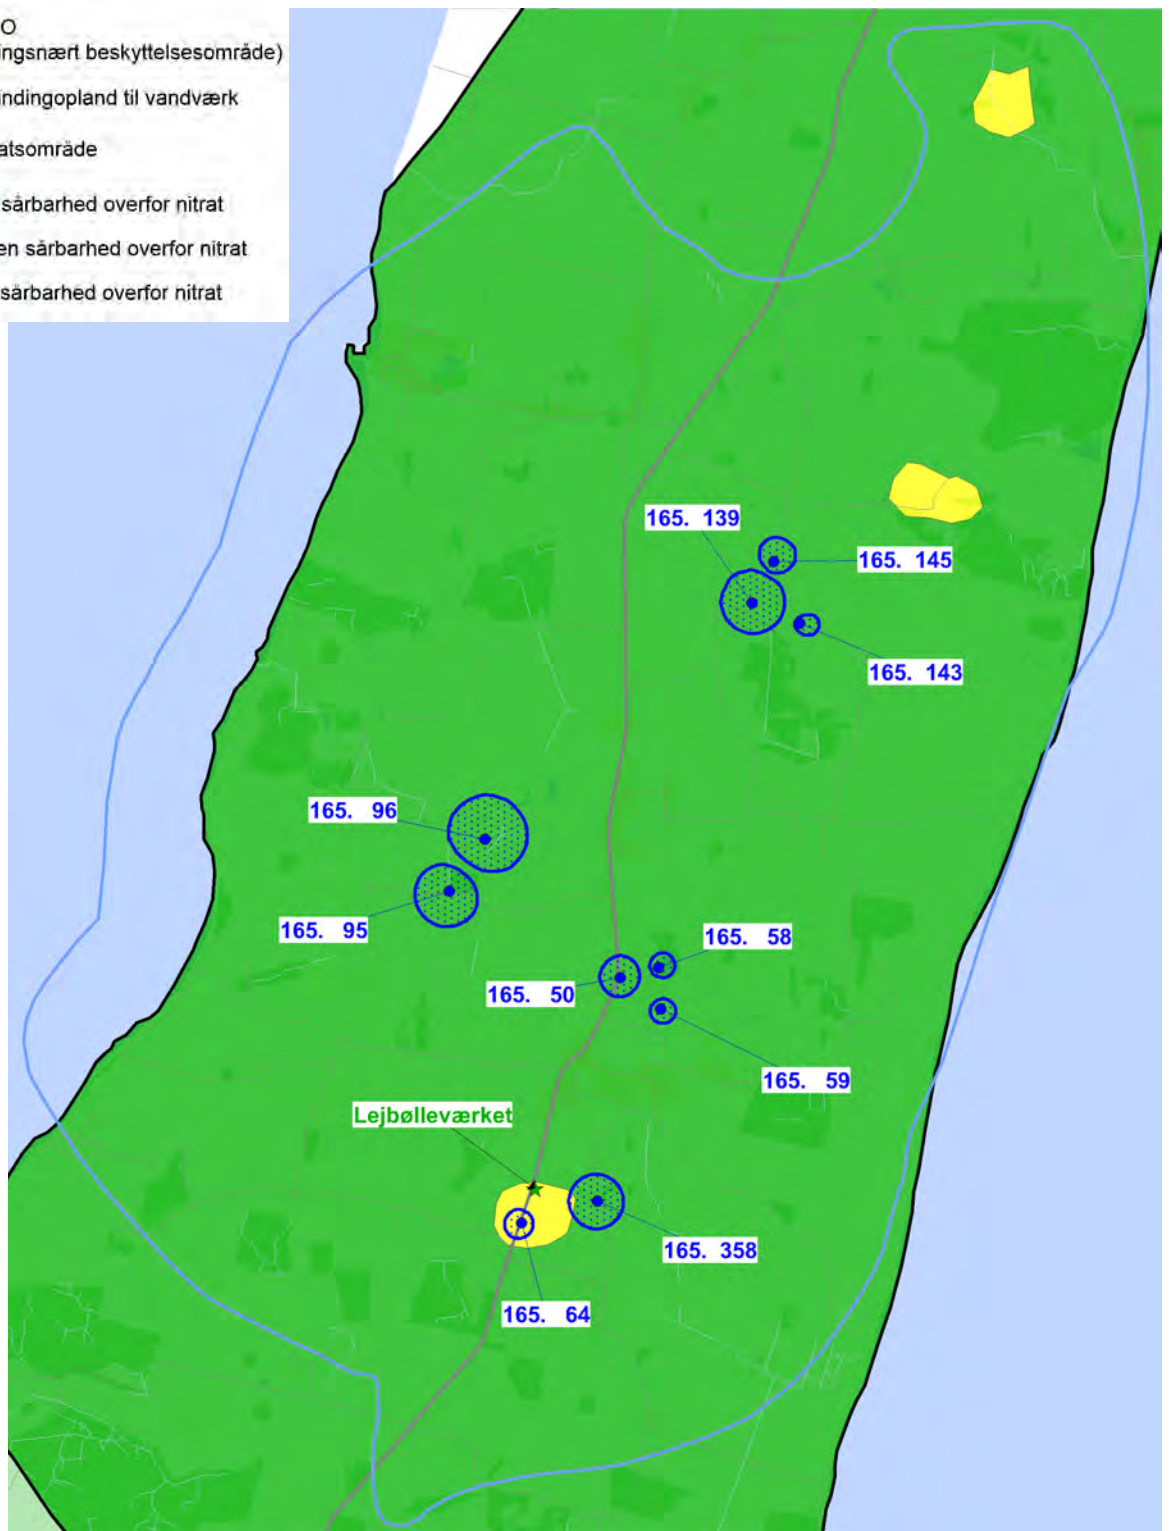 O
ingsnært beskyttelsesområde)
indingopland til vandværk
atsområde
sårbarhed overfor nitrat
en sårbarhed overfor nitrat
sårbarhed overfor nitrat
165. 139
165. 145
165. 143
165. 96
165. 95
165. 58
165. 50
165. 59
Lejbølleværket
165. 358
165. 64